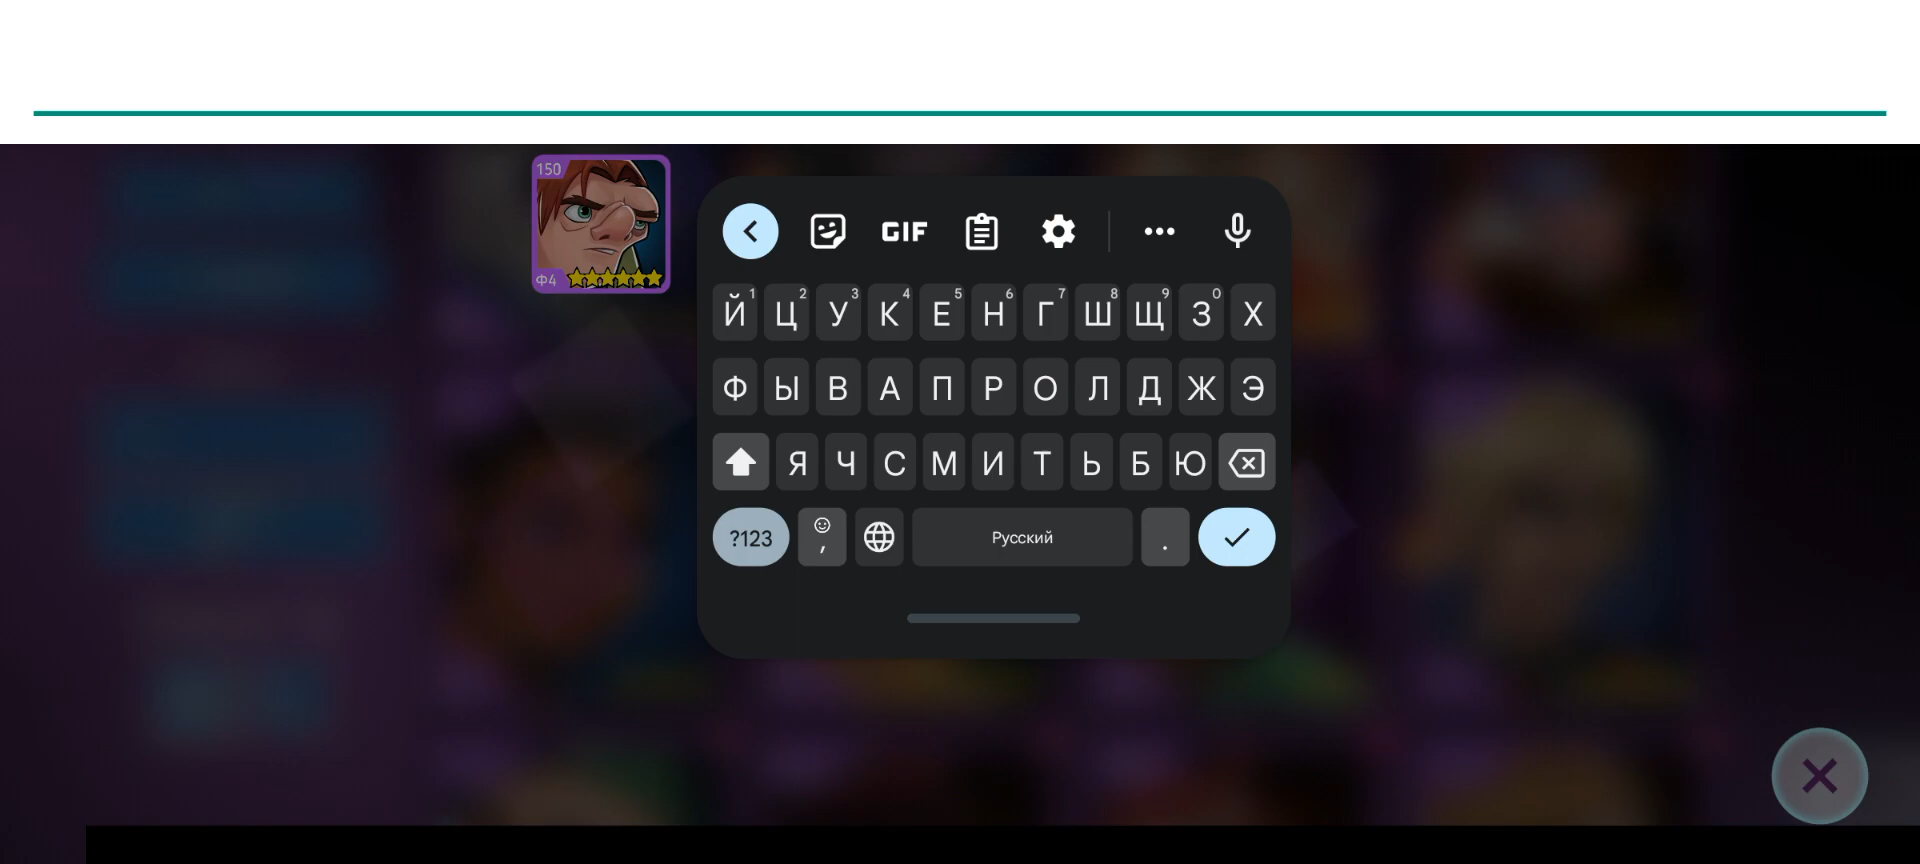 150
Ф4
GIF
Й1 Ц2 У3 К4 Е5 Н6 Г7 Ш8 Щ9 З0 Х
Ф Ы В А П Р О Л Д Ж Э
Я Ч С М И Т Ь Б Ю
?123 , Русский .